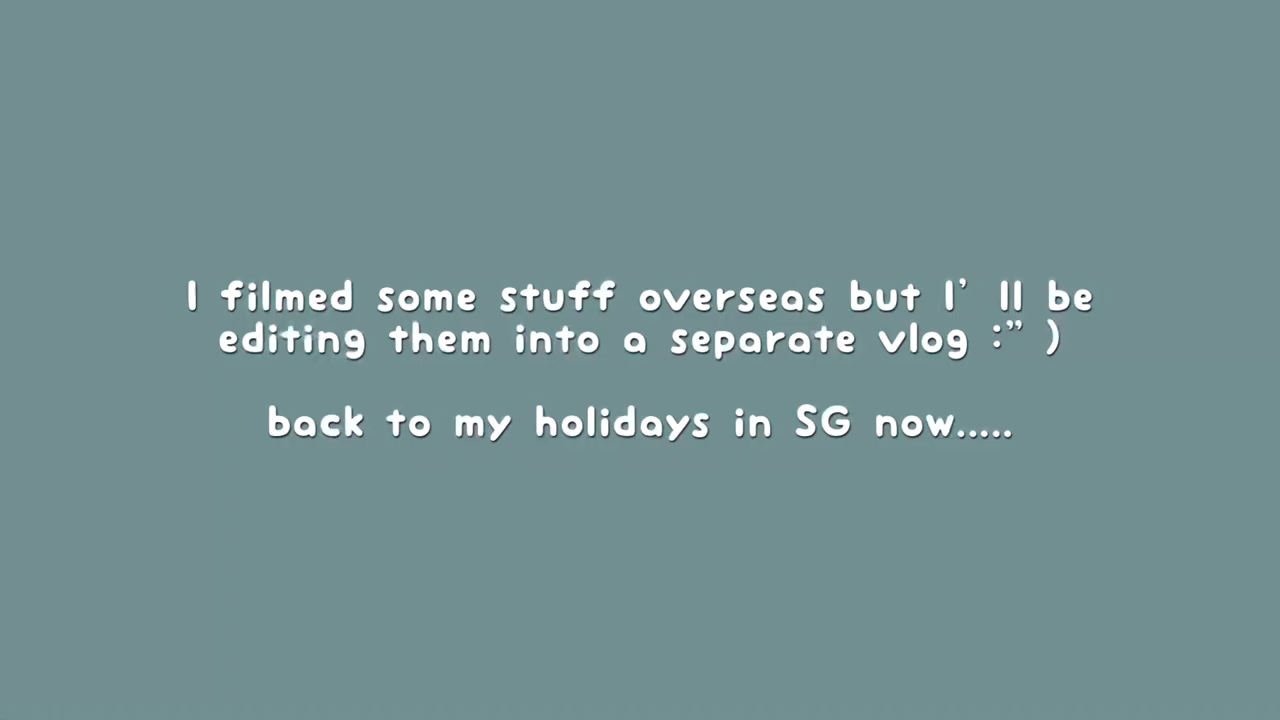 I filmed some stuff overseas but I' ll be
editing them into a separate vlog :" )
back to my holidays in SG now.....